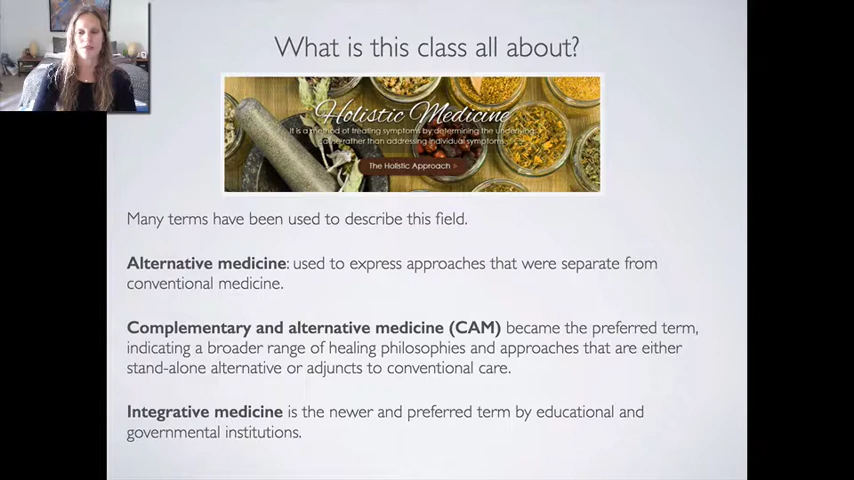 What is this class all about?
Holistic Medicine
It is a method of treating symptoms by determining the underlying
cause rather than addressing individual symptoms.
The Holistic Approach >
Many terms have been used to describe this field.
Alternative medicine: used to express approaches that were separate from
conventional medicine.
Complementary and alternative medicine (CAM) became the preferred term,
indicating a broader range of healing philosophies and approaches that are either
stand-alone alternative or adjuncts to conventional care.
Integrative medicine is the newer and preferred term by educational and
governmental institutions.